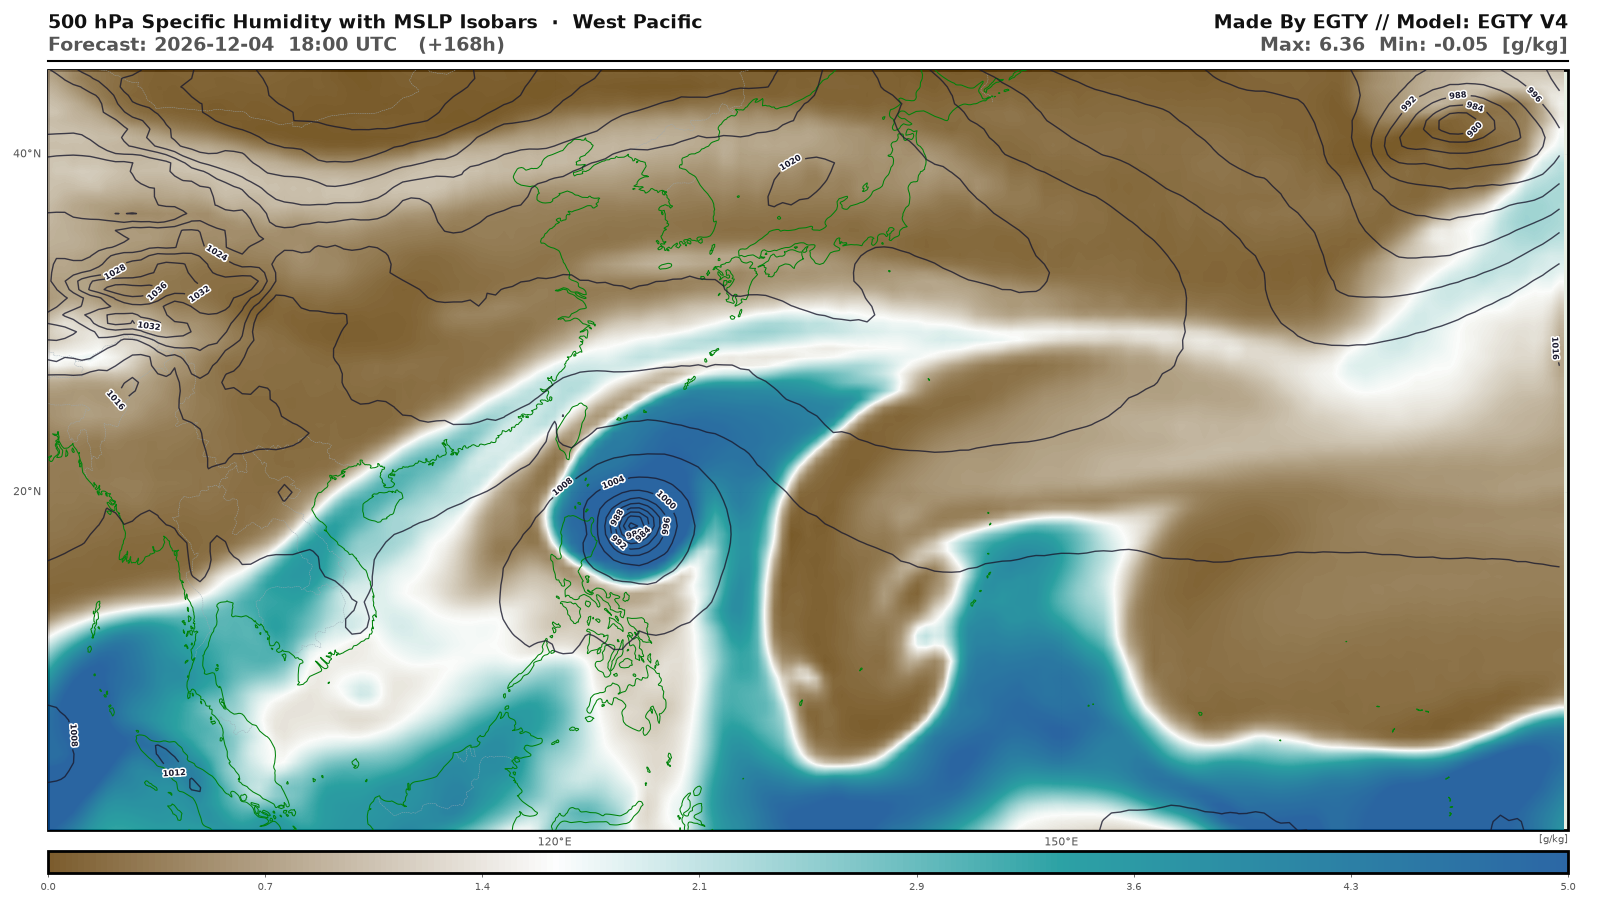 500 hPa Specific Humidity with MSLP Isobars · West Pacific
Made By EGTY // Model: EGTY V4
Forecast: 2026-12-04 18:00 UTC (+168h)
Max: 6.36 Min: -0.05 [g/kg]
992
988
984
980
996
40°N
1020
1024
1028
1036
1032
1032
1016
1016
20°N
1008
1004
1000
988
996
984
992
1008
1012
120°E
150°E
[g/kg]
0.0 0.7 1.4 2.1 2.9 3.6 4.3 5.0